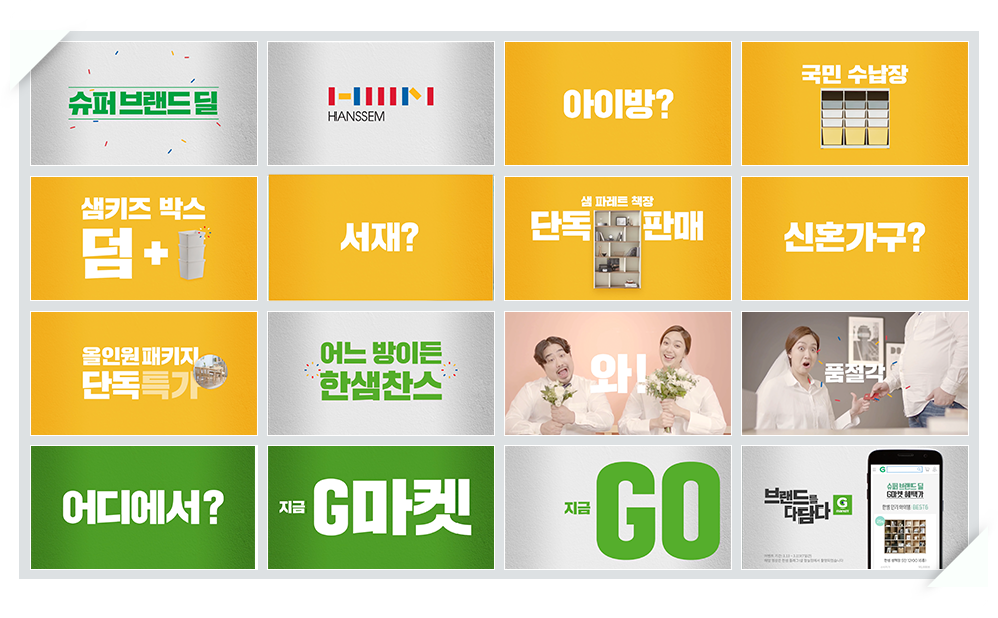 슈퍼 브랜드 딜
HANSSEM
아이방?
국민 수납장
샘키즈 박스
덤 +
서재?
샘 파레트 책장
단독 판매
신혼가구?
올인원 패키지
단독특가
어느 방이든
한샘찬스
와!
품절각
어디에서?
지금 G마켓
지금 GO
브랜드를
다담다
G
슈퍼 브랜드 딜
G마켓 혜택가